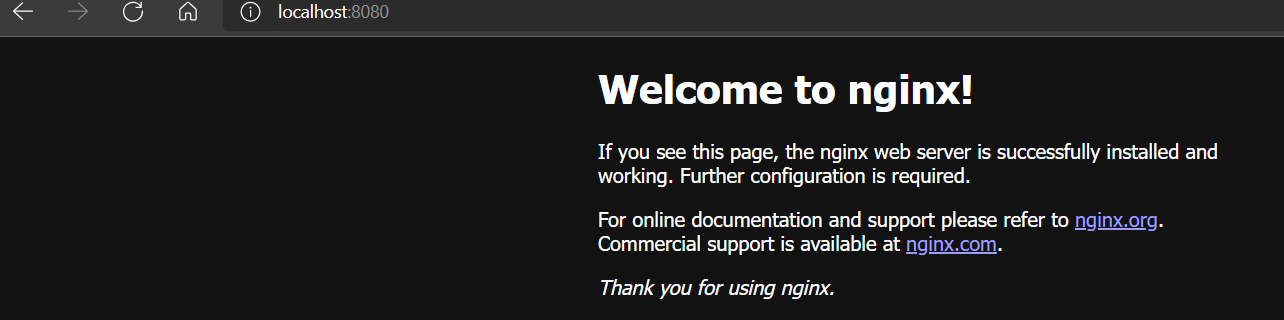 localhost:8080
Welcome to nginx!
If you see this page, the nginx web server is successfully installed and
working. Further configuration is required.
For online documentation and support please refer to nginx.org.
Commercial support is available at nginx.com.
Thank you for using nginx.